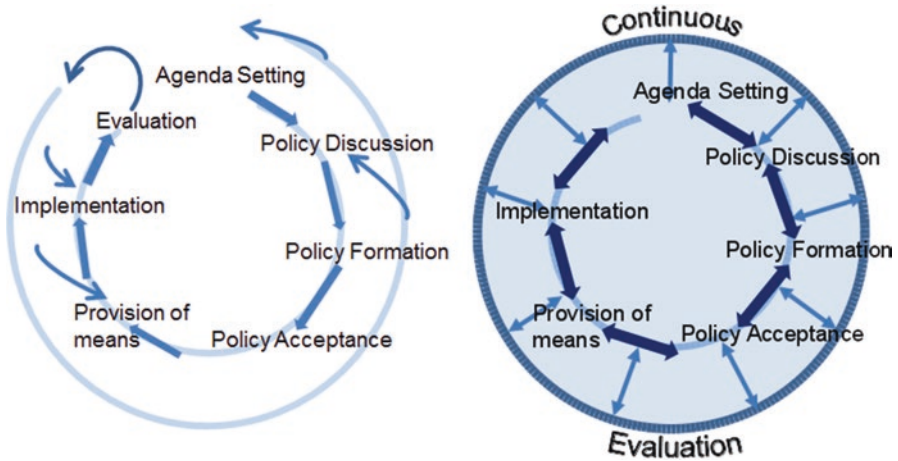 Agenda Setting
Policy Discussion
Policy Formation
Policy Acceptance
Provision of
means
Implementation
Evaluation
Continuous
Agenda Setting
Policy Discussion
Policy Formation
Policy Acceptance
Provision of
means
Implementation
Evaluation